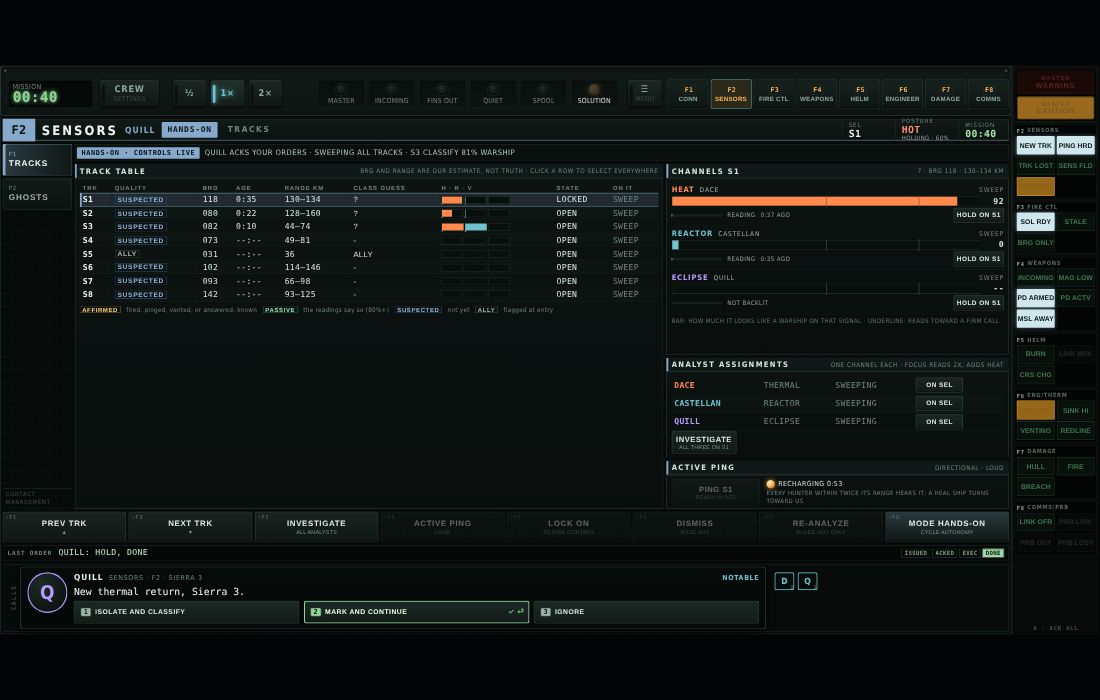 MISSION
00:40
CREW
SETTINGS
½
1×
2×
MASTER
INCOMING
FINS OUT
QUIET
SPOOL
SOLUTION
☰
MENU
F1
CONN
F2
SENSORS
F3
FIRE CTL
F4
WEAPONS
F5
HELM
F6
ENGINEER
F7
DAMAGE
F8
COMMS
F2 SENSORS QUILL HANDS-ON TRACKS
SEL
S1
POSTURE
HOT
HOLDING · 60%
MISSION
00:40
P1
TRACKS
P2
GHOSTS
CONTACT
MANAGEMENT
HANDS-ON · CONTROLS LIVE QUILL ACKS YOUR ORDERS · SWEEPING ALL TRACKS · S3 CLASSIFY 81% WARSHIP
TRACK TABLE BRG AND RANGE ARE OUR ESTIMATE, NOT TRUTH · CLICK A ROW TO SELECT EVERYWHERE
TRK QUALITY BRG AGE RANGE KM CLASS GUESS H · R · V STATE ON IT
S1 SUSPECTED 118 0:35 130–134 ? LOCKED SWEEP
S2 SUSPECTED 080 0:22 128–160 ? OPEN SWEEP
S3 SUSPECTED 082 0:10 44–74 ? OPEN SWEEP
S4 SUSPECTED 073 --:-- 49–81 - OPEN SWEEP
S5 ALLY 031 --:-- 36 ALLY OPEN SWEEP
S6 SUSPECTED 102 --:-- 114–146 - OPEN SWEEP
S7 SUSPECTED 093 --:-- 66–98 - OPEN SWEEP
S8 SUSPECTED 142 --:-- 93–125 - OPEN SWEEP
AFFIRMED fired, pinged, vented, or answered: known PASSIVE the readings say so (80%+) SUSPECTED not yet ALLY flagged at entry
CHANNELS S1 ? · BRG 118 · 130–134 KM
HEAT DACE SWEEP
92
READING 0:37 AGO HOLD ON S1
REACTOR CASTELLAN SWEEP
0
READING 0:35 AGO HOLD ON S1
ECLIPSE QUILL SWEEP
--
NOT BACKLIT HOLD ON S1
BAR: HOW MUCH IT LOOKS LIKE A WARSHIP ON THAT SIGNAL · UNDERLINE: READS TOWARD A FIRM CALL
ANALYST ASSIGNMENTS ONE CHANNEL EACH · FOCUS READS 2X, ADDS HEAT
DACE THERMAL SWEEPING ON SEL
CASTELLAN REACTOR SWEEPING ON SEL
QUILL ECLIPSE SWEEPING ON SEL
INVESTIGATE
ALL THREE ON S1
ACTIVE PING DIRECTIONAL · LOUD
PING S1
READY IN 0:53
RECHARGING 0:53
EVERY HUNTER WITHIN TWICE ITS RANGE HEARS IT; A REAL SHIP TURNS
TOWARD US
PREV TRK
▲
NEXT TRK
▼
INVESTIGATE
ALL ANALYSTS
ACTIVE PING
LOUD
LOCK ON
TO FIRE CONTROL
DISMISS
RULE OUT
RE-ANALYZE
RULED OUT ONLY
MODE HANDS-ON
CYCLE AUTONOMY
LAST ORDER QUILL: HOLD, DONE
ISSUED ACKED EXEC DONE
CALLS
Q
QUILL SENSORS · F2 · SIERRA 3 NOTABLE
New thermal return, Sierra 3.
1 ISOLATE AND CLASSIFY
2 MARK AND CONTINUE
3 IGNORE
D
Q
MASTER
WARNING
MASTER
CAUTION
F2 SENSORS
NEW TRK PING HRD
TRK LOST SENS FLD
F3 FIRE CTL
SOL RDY STALE
BRG ONLY
F4 WEAPONS
INCOMING MAG LOW
PD ARMED PD ACTV
MSL AWAY
F5 HELM
BURN LINK BRK
CRS CHG
F6 ENG/THERM
SINK HI
VENTING REDLINE
F7 DAMAGE
HULL FIRE
BREACH
F8 COMMS/PRB
LINK OFR PRB LINK
PRB OUT PRB LOST
A · ACK ALL